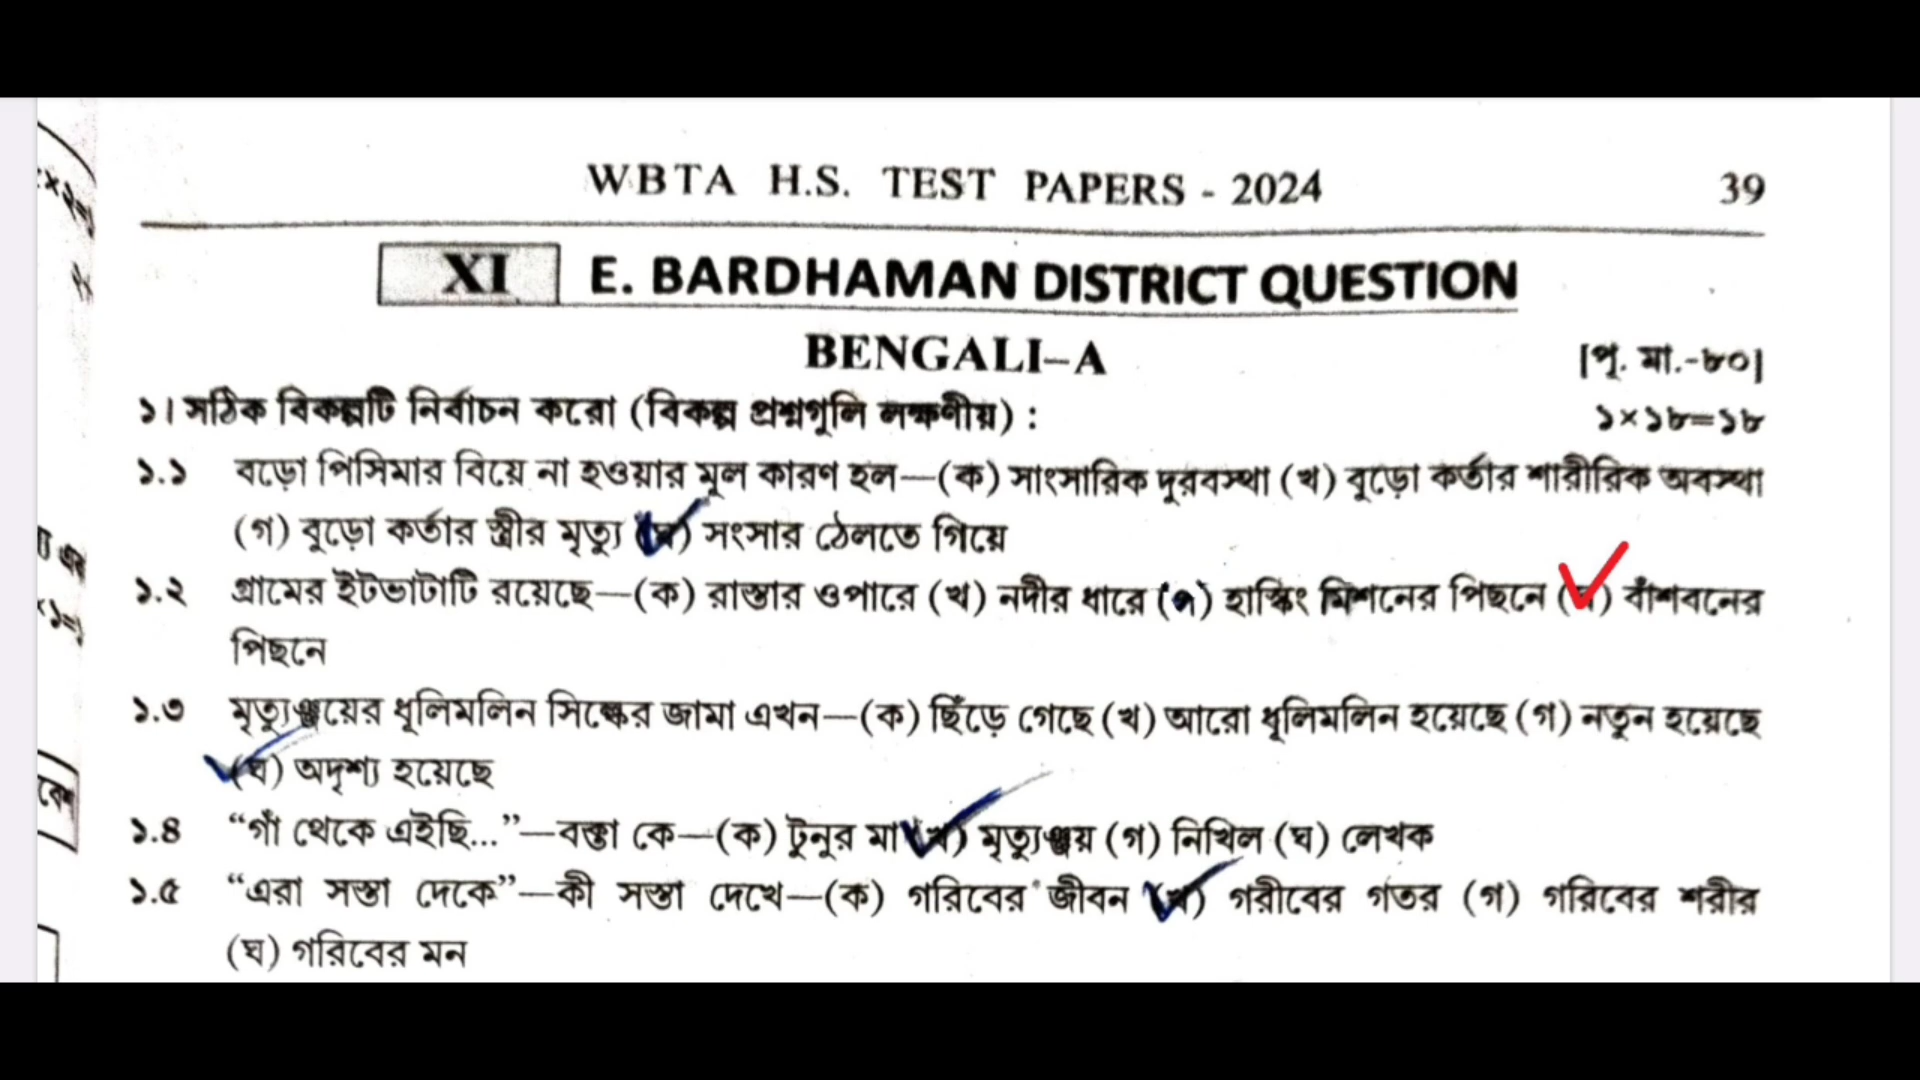 WBTA H.S. TEST PAPERS - 2024 39
XI E. BARDHAMAN DISTRICT QUESTION
BENGALI–A [পূ. মা.-৮০]
১। সঠিক বিকল্পটি নির্বাচন করো (বিকল্প প্রশ্নগুলি লক্ষণীয়) : ১×১৮=১৮
১.১ বড়ো পিসিমার বিয়ে না হওয়ার মূল কারণ হল—(ক) সাংসারিক দুরবস্থা (খ) বুড়ো কর্তার শারীরিক অবস্থা
(গ) বুড়ো কর্তার স্ত্রীর মৃত্যু (ঘ) সংসার ঠেলতে গিয়ে
১.২ গ্রামের ইটভাটাটি রয়েছে—(ক) রাস্তার ওপারে (খ) নদীর ধারে (গ) হাস্কিং মিশনের পিছনে (ঘ) বাঁশবনের
পিছনে
১.৩ মৃত্যুঞ্জয়ের ধূলিমলিন সিল্কের জামা এখন—(ক) ছিঁড়ে গেছে (খ) আরো ধূলিমলিন হয়েছে (গ) নতুন হয়েছে
(ঘ) অদৃশ্য হয়েছে
১.৪ “গাঁ থেকে এইছি...”—বক্তা কে—(ক) টুনুর মা (খ) মৃত্যুঞ্জয় (গ) নিখিল (ঘ) লেখক
১.৫ “এরা সস্তা দেকে”—কী সস্তা দেখে—(ক) গরিবের জীবন (খ) গরীবের গতর (গ) গরিবের শরীর
(ঘ) গরিবের মন